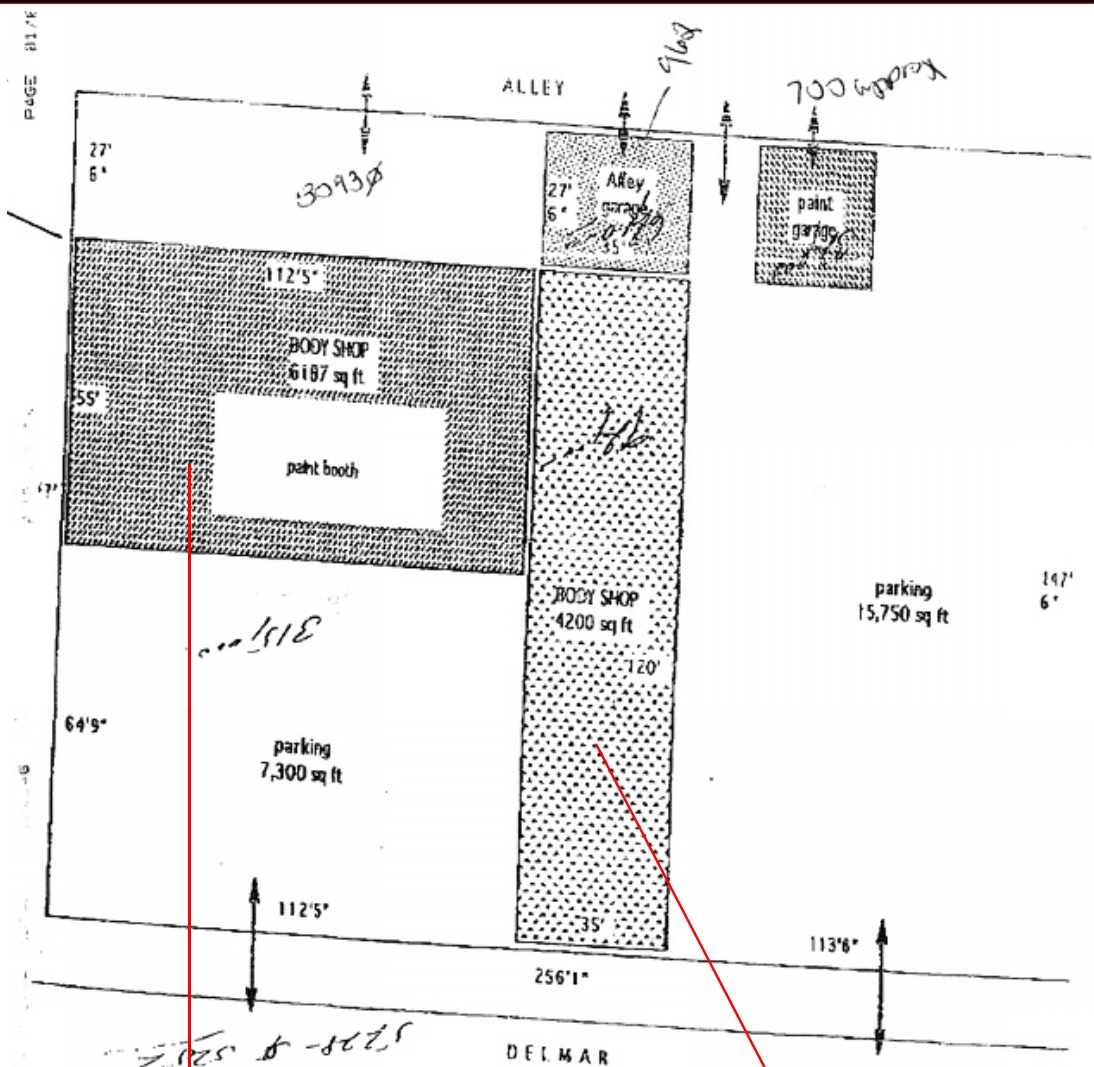 PAGE 01/
ALLEY
962
700
27'
6"
30930
27'
6"
Alley
garage
35'
paint
garage
112'5"
BODY SHOP
6187 sq ft
55'
paint booth
BODY SHOP
4200 sq ft
120'
parking
15,750 sq ft
147'
6"
64'9"
parking
7,300 sq ft
112'5"
35'
113'6"
256'1"
DELMAR